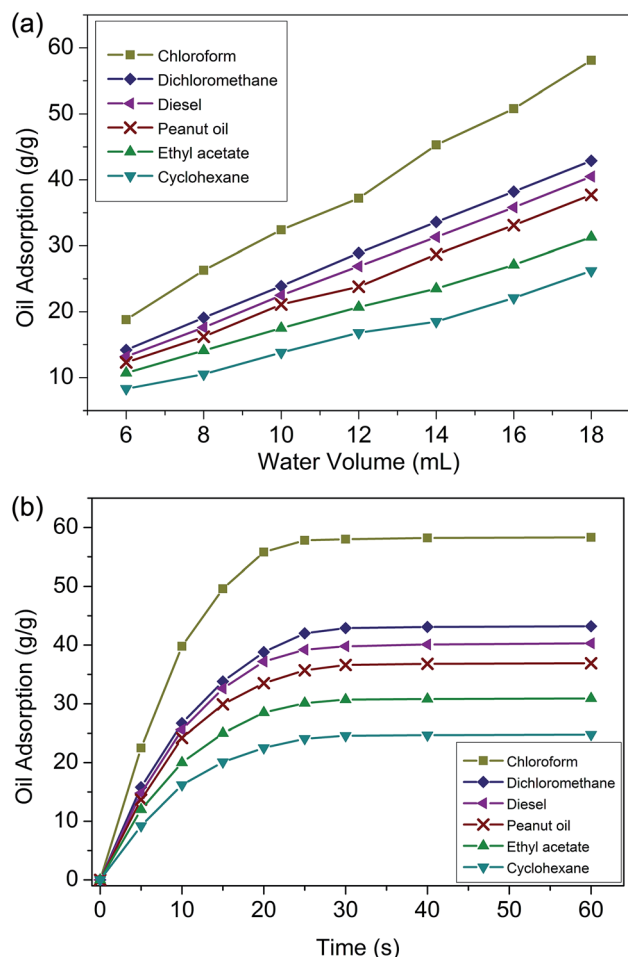 (a)
60
50
40
30
20
10
Oil Adsorption (g/g)
Chloroform
Dichloromethane
Diesel
Peanut oil
Ethyl acetate
Cyclohexane
6 8 10 12 14 16 18
Water Volume (mL)
(b)
60
50
40
30
20
10
0
Oil Adsorption (g/g)
Chloroform
Dichloromethane
Diesel
Peanut oil
Ethyl acetate
Cyclohexane
0 10 20 30 40 50 60
Time (s)